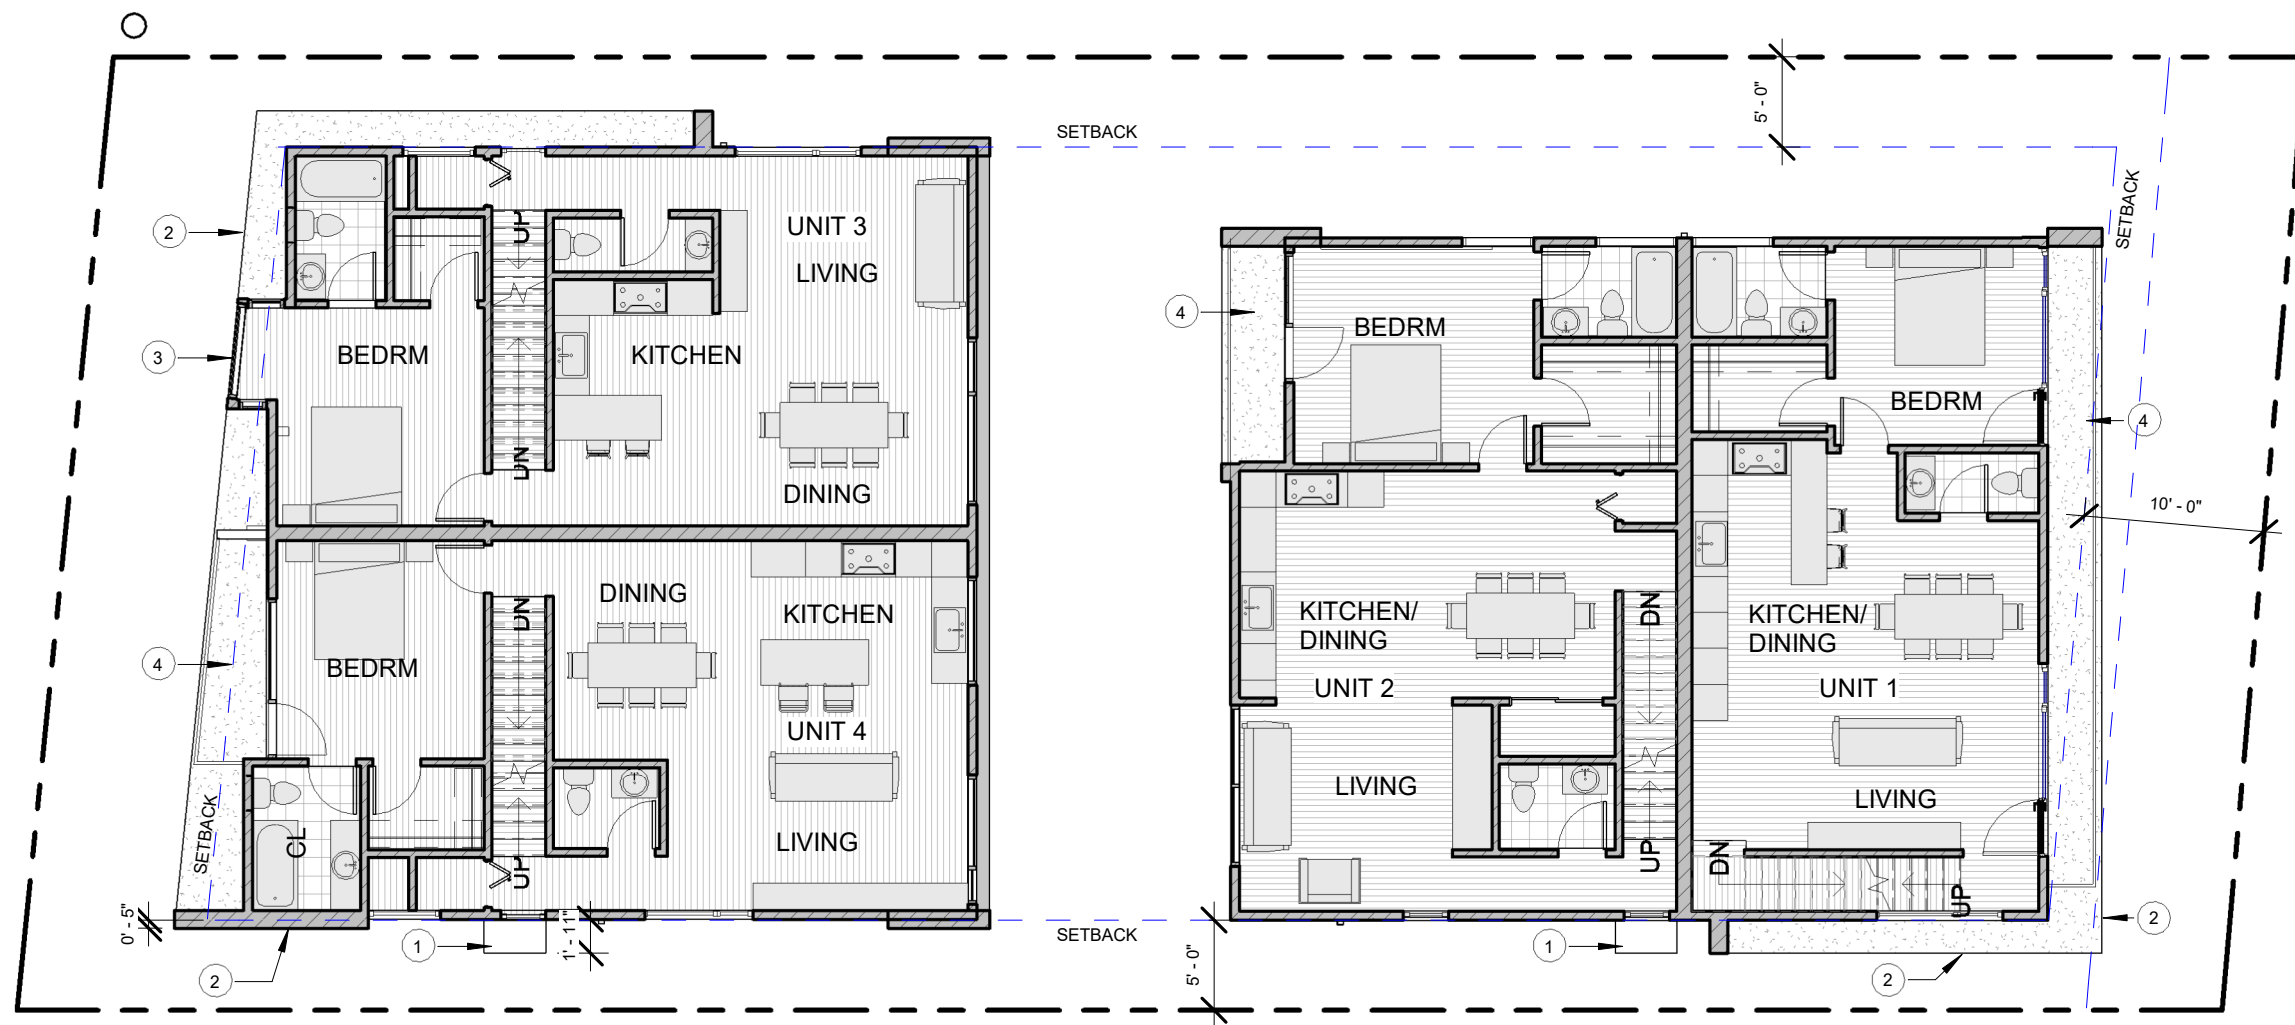 5' - 0"
SETBACK
SETBACK
UNIT 3
LIVING
UP
2
BEDRM
KITCHEN
3
DN
DINING
BEDRM
4
BEDRM
4
10' - 0"
DINING
DN
KITCHEN
BEDRM
4
UNIT 4
LIVING
CL
UP
SETBACK
0' - 5"
2
1
1' - 11"
SETBACK
5' - 0"
KITCHEN/
DINING
UNIT 2
DN
LIVING
UP
KITCHEN/
DINING
UNIT 1
LIVING
DN
UP
1
2
2